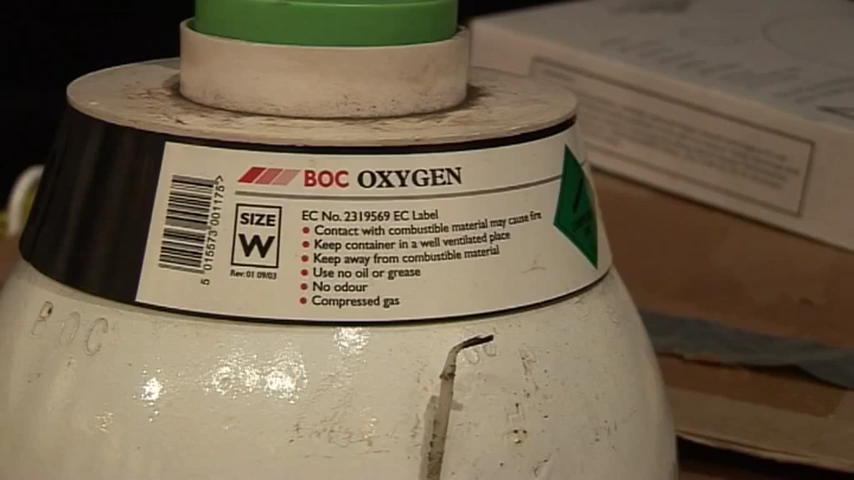 BOC OXYGEN
SIZE
W
Rev: 01 09/03
5 015573 001175>
EC No. 2319569 EC Label
• Contact with combustible material may cause fire
• Keep container in a well ventilated place
• Keep away from combustible material
• Use no oil or grease
• No odour
• Compressed gas
BOC